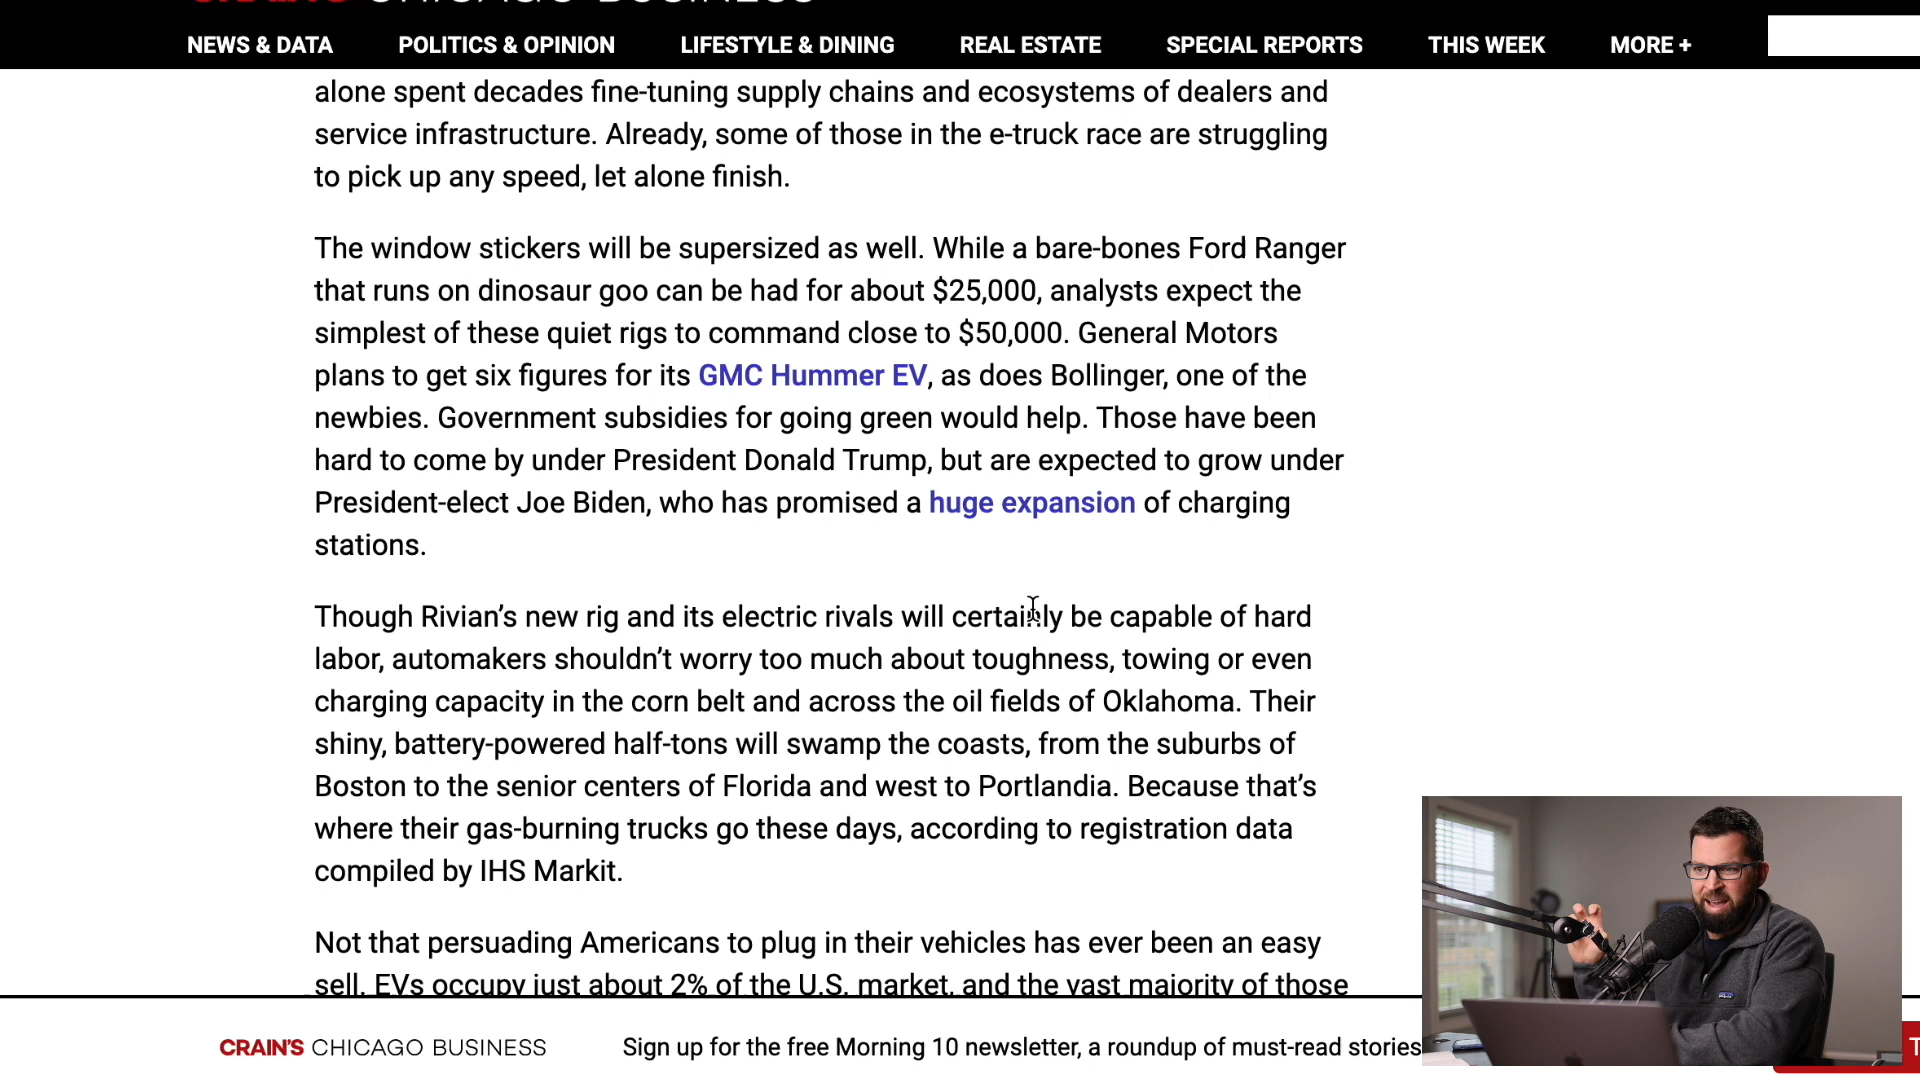 CRAIN'S CHICAGO BUSINESS
NEWS & DATA POLITICS & OPINION LIFESTYLE & DINING REAL ESTATE SPECIAL REPORTS THIS WEEK MORE +
alone spent decades fine-tuning supply chains and ecosystems of dealers and
service infrastructure. Already, some of those in the e-truck race are struggling
to pick up any speed, let alone finish.
The window stickers will be supersized as well. While a bare-bones Ford Ranger
that runs on dinosaur goo can be had for about $25,000, analysts expect the
simplest of these quiet rigs to command close to $50,000. General Motors
plans to get six figures for its GMC Hummer EV, as does Bollinger, one of the
newbies. Government subsidies for going green would help. Those have been
hard to come by under President Donald Trump, but are expected to grow under
President-elect Joe Biden, who has promised a huge expansion of charging
stations.
Though Rivian’s new rig and its electric rivals will certainly be capable of hard
labor, automakers shouldn’t worry too much about toughness, towing or even
charging capacity in the corn belt and across the oil fields of Oklahoma. Their
shiny, battery-powered half-tons will swamp the coasts, from the suburbs of
Boston to the senior centers of Florida and west to Portlandia. Because that’s
where their gas-burning trucks go these days, according to registration data
compiled by IHS Markit.
Not that persuading Americans to plug in their vehicles has ever been an easy
sell. EVs occupy just about 2% of the U.S. market, and the vast majority of those
CRAIN'S CHICAGO BUSINESS Sign up for the free Morning 10 newsletter, a roundup of must-read stories